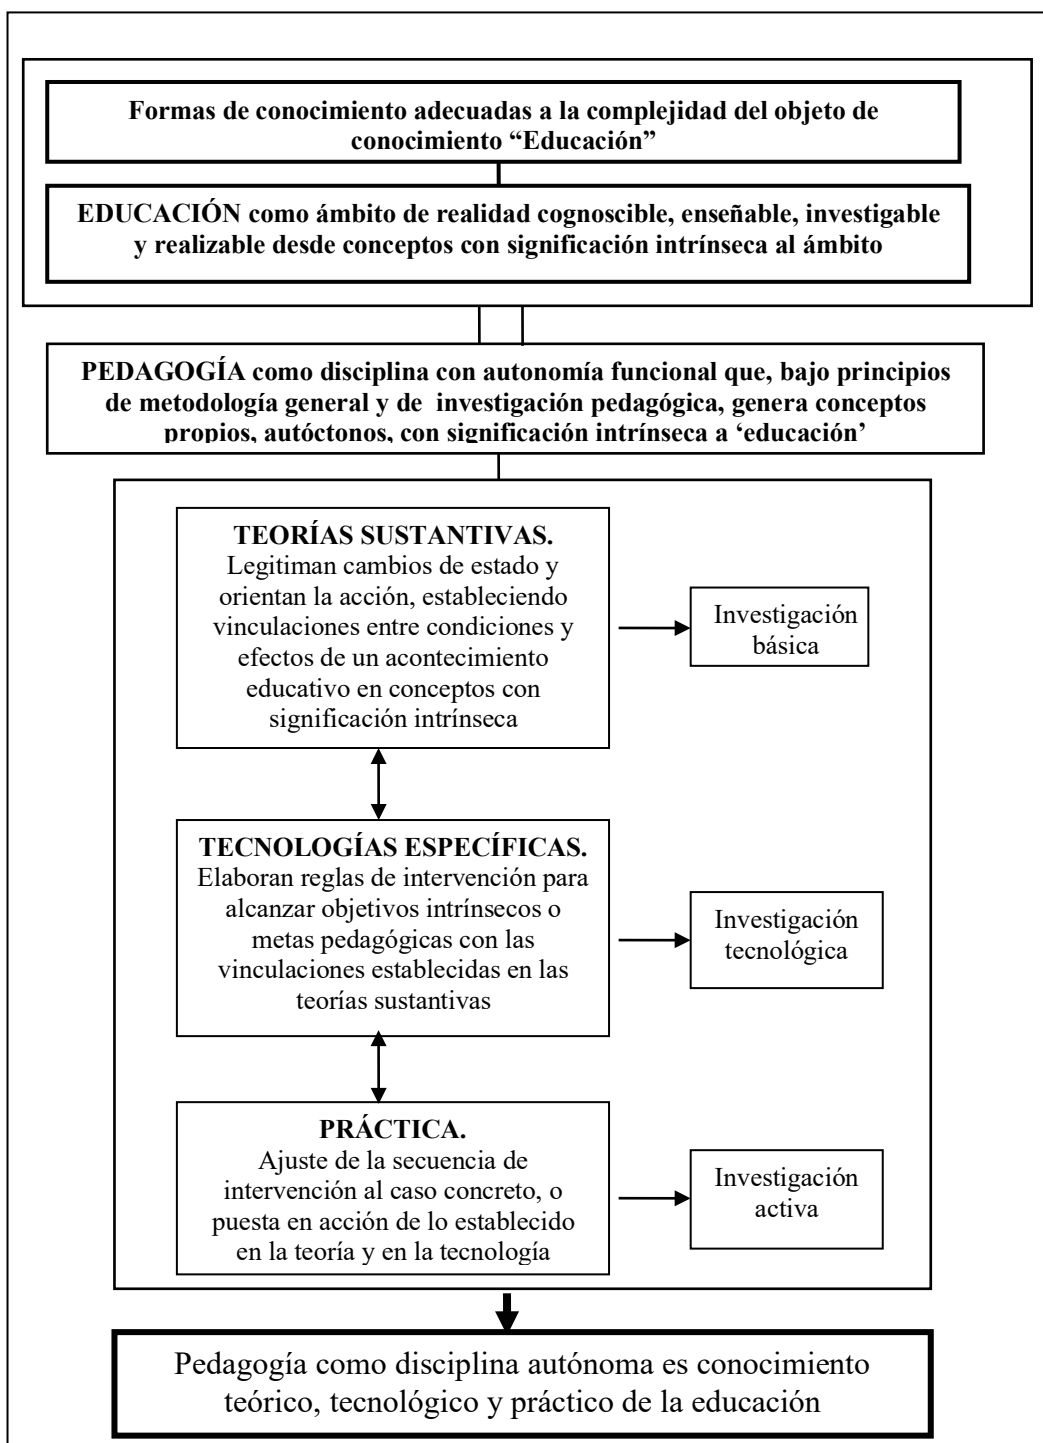 Formas de conocimiento adecuadas a la complejidad del objeto de
conocimiento “Educación”
EDUCACIÓN como ámbito de realidad cognoscible, enseñable, investigable
y realizable desde conceptos con significación intrínseca al ámbito
PEDAGOGÍA como disciplina con autonomía funcional que, bajo principios
de metodología general y de investigación pedagógica, genera conceptos
propios, autóctonos, con significación intrínseca a ‘educación’
TEORÍAS SUSTANTIVAS.
Legitiman cambios de estado y
orientan la acción, estableciendo
vinculaciones entre condiciones y
efectos de un acontecimiento
educativo en conceptos con
significación intrínseca
Investigación
básica
TECNOLOGÍAS ESPECÍFICAS.
Elaboran reglas de intervención para
alcanzar objetivos intrínsecos o
metas pedagógicas con las
vinculaciones establecidas en las
teorías sustantivas
Investigación
tecnológica
PRÁCTICA.
Ajuste de la secuencia de
intervención al caso concreto, o
puesta en acción de lo establecido
en la teoría y en la tecnología
Investigación
activa
Pedagogía como disciplina autónoma es conocimiento
teórico, tecnológico y práctico de la educación